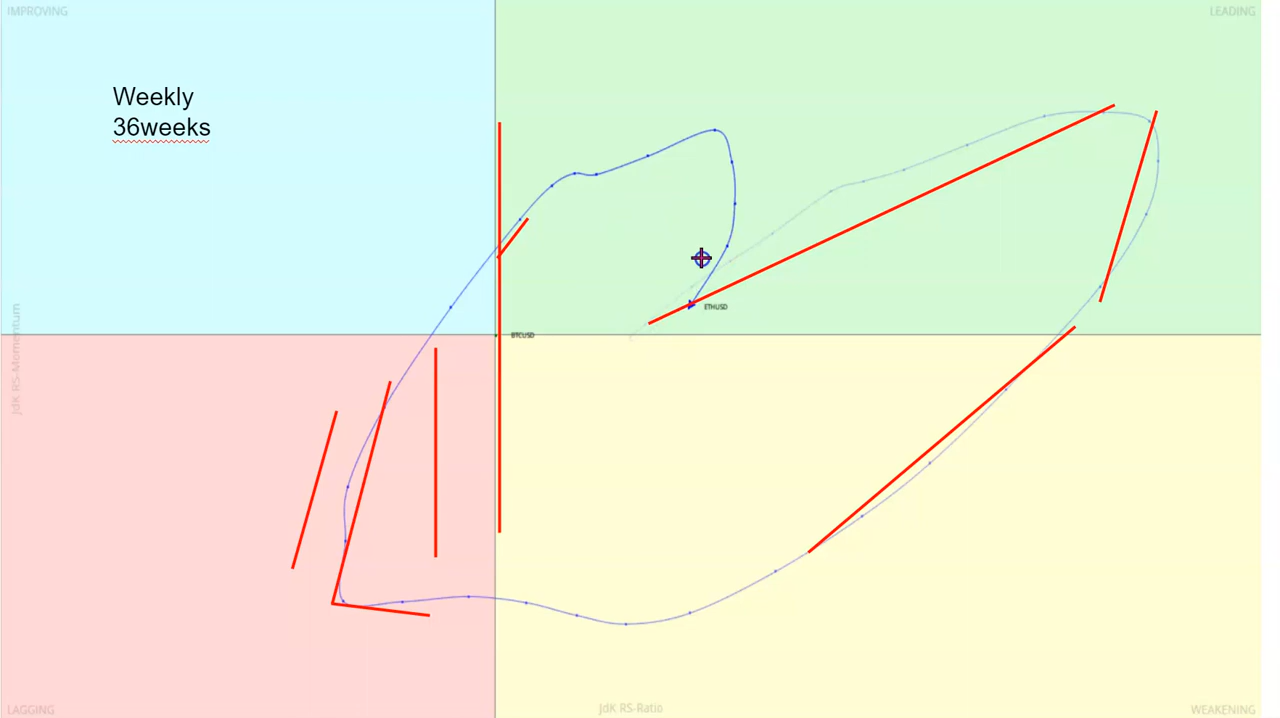 IMPROVING
LEADING
Weekly
36weeks
ETHUSD
BTCUSD
JdK RS-Momentum
LAGGING
JdK RS-Ratio
WEAKENING